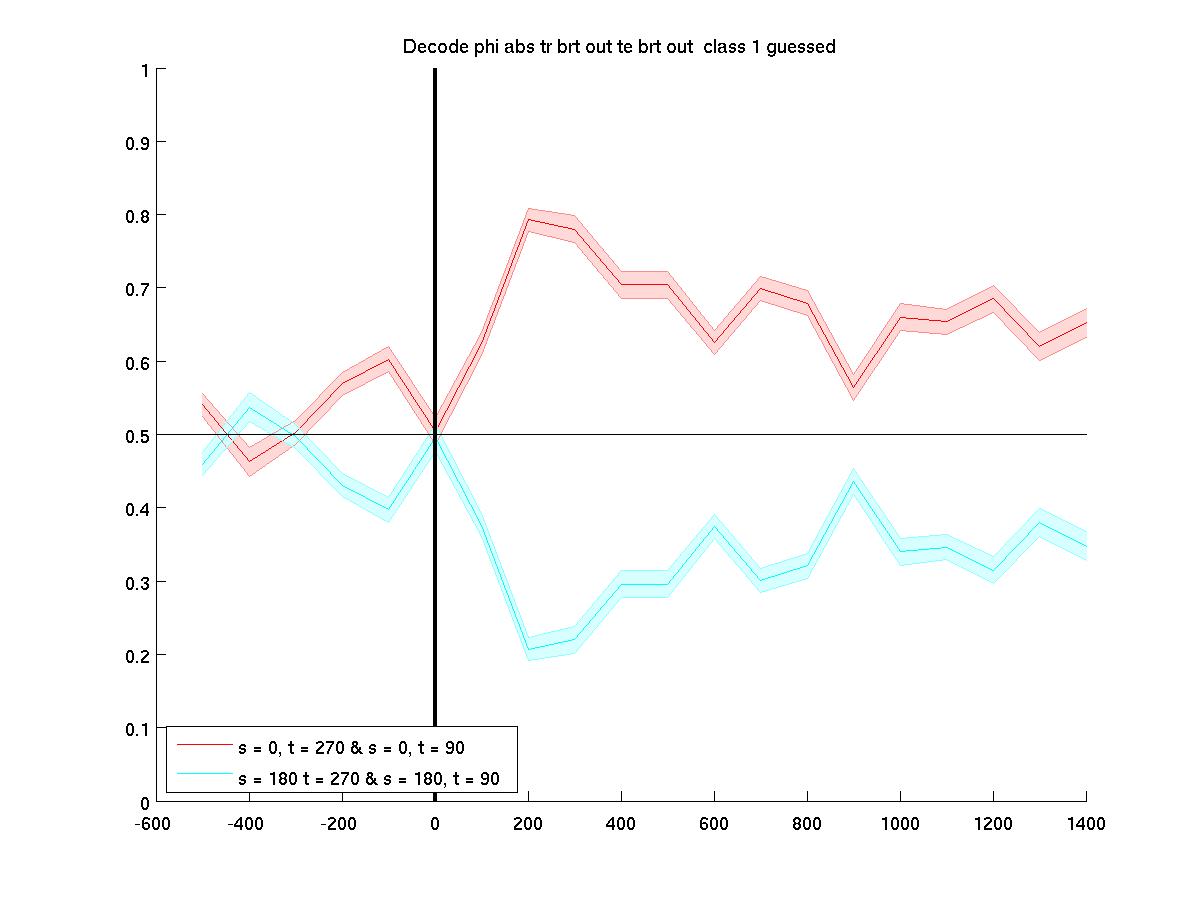 Decode phi abs tr brt out te brt out  class 1 guessed
1
0.9
0.8
0.7
0.6
0.5
0.4
0.3
0.2
0.1
0
s = 0, t = 270 & s = 0, t = 90
s = 180 t = 270 & s = 180, t = 90
-600 -400 -200 0 200 400 600 800 1000 1200 1400